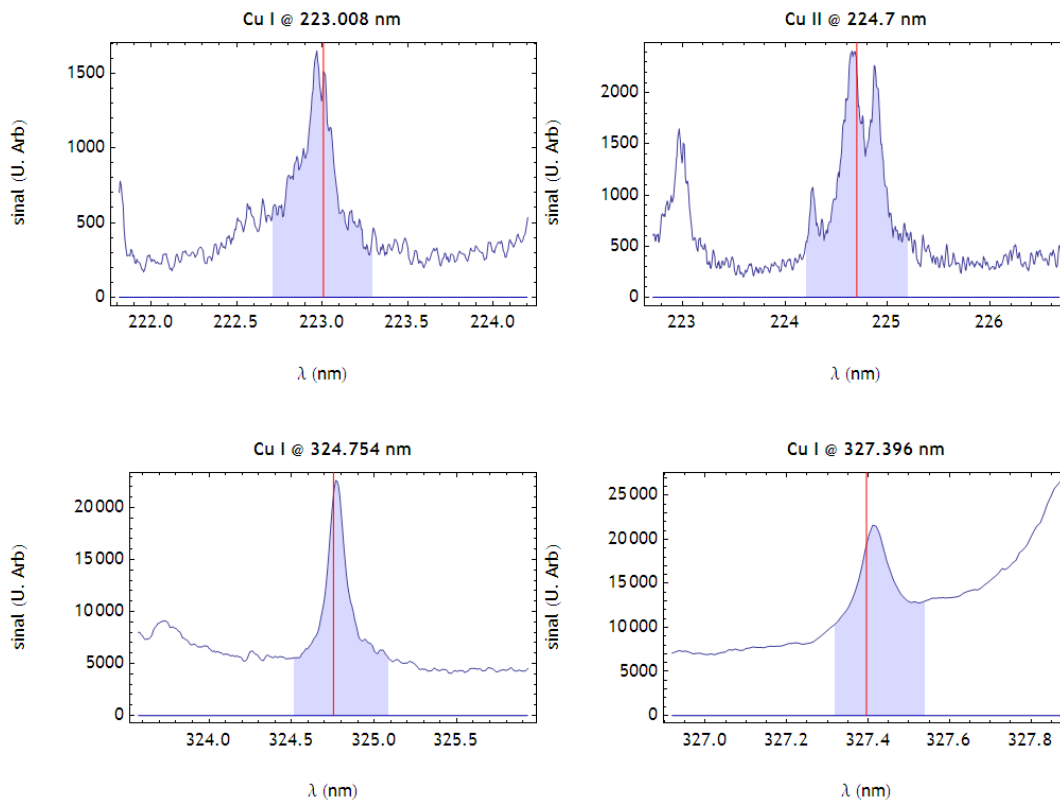 Cu I @ 223.008 nm
sinal (U. Arb)
1500
1000
500
0
222.0 222.5 223.0 223.5 224.0
λ (nm)
Cu II @ 224.7 nm
sinal (U. Arb)
2000
1500
1000
500
0
223 224 225 226
λ (nm)
Cu I @ 324.754 nm
sinal (U. Arb)
20000
15000
10000
5000
0
324.0 324.5 325.0 325.5
λ (nm)
Cu I @ 327.396 nm
sinal (U. Arb)
25000
20000
15000
10000
5000
0
327.0 327.2 327.4 327.6 327.8
λ (nm)